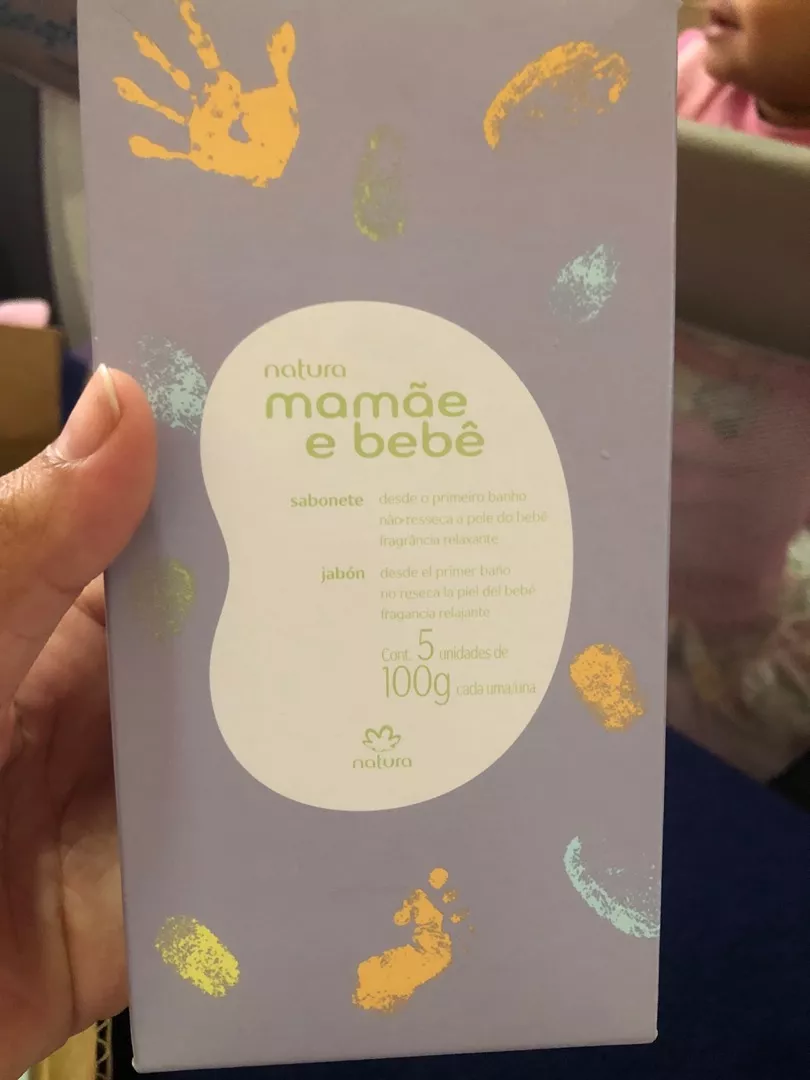 natura
mamãe
e bebê
sabonete desde o primeiro banho
não resseca a pele do bebê
fragrância relaxante
jabón desde el primer baño
no reseca la piel del bebé
fragancia relajante
Cont. 5 unidades de
100g cada uma/una
natura